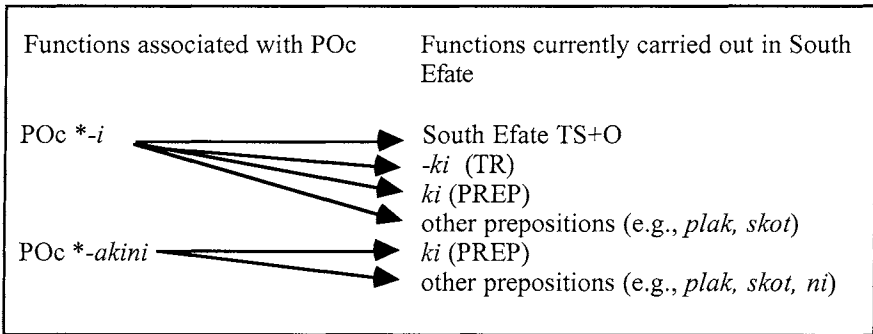 Functions associated with POc Functions currently carried out in South
Efate
POc *-i South Efate TS+O
-ki (TR)
ki (PREP)
other prepositions (e.g., plak, skot)
POc *-akini ki (PREP)
other prepositions (e.g., plak, skot, ni)